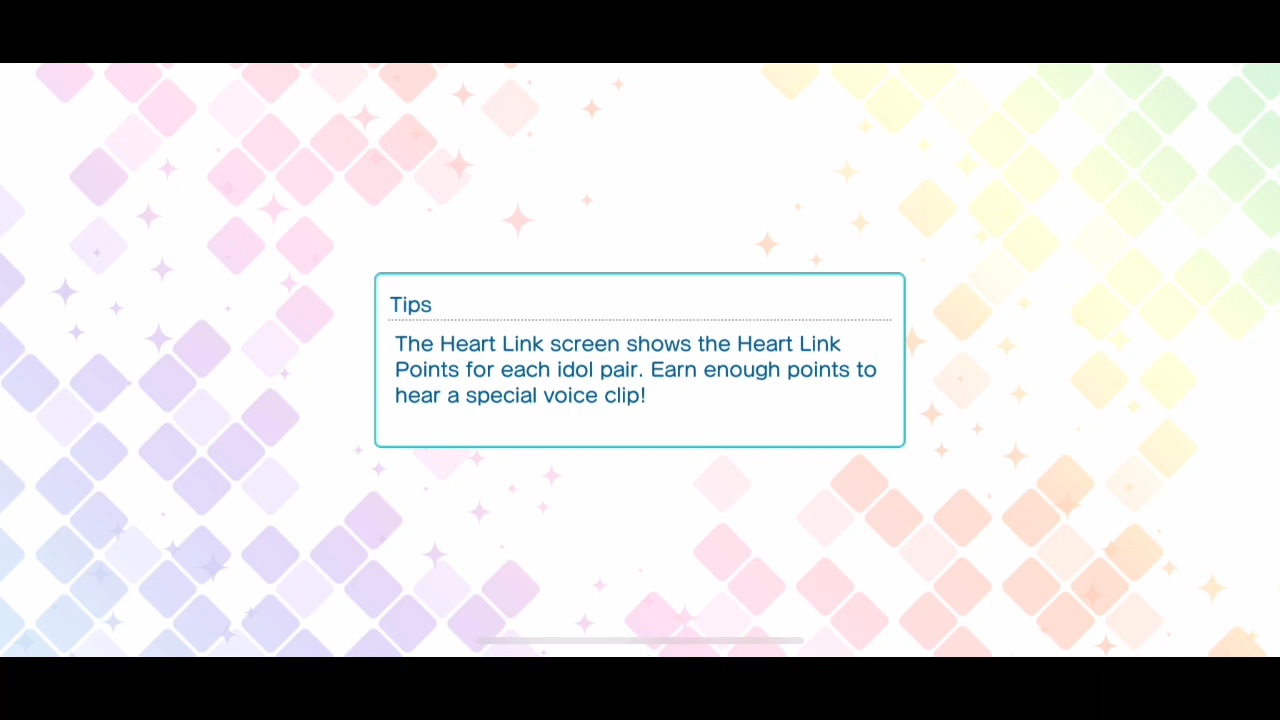 Tips
The Heart Link screen shows the Heart Link
Points for each idol pair. Earn enough points to
hear a special voice clip!